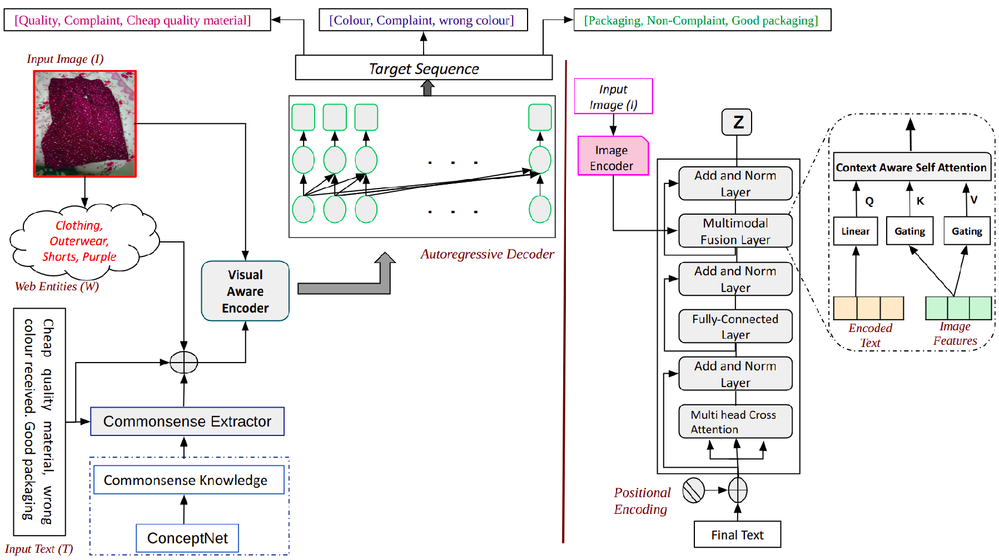 [Quality, Complaint, Cheap quality material]
[Colour, Complaint, wrong colour]
[Packaging, Non-Complaint, Good packaging]
Target Sequence
Input Image (I)
Clothing,
Outerwear,
Shorts, Purple
Web Entities (W)
Cheap quality material, wrong
colour received. Good packaging
Input Text (T)
Visual
Aware
Encoder
Commonsense Extractor
Commonsense Knowledge
ConceptNet
. . .
. . .
Autoregressive Decoder
Input
Image (I)
Image
Encoder
Z
Add and Norm
Layer
Multimodal
Fusion Layer
Add and Norm
Layer
Fully-Connected
Layer
Add and Norm
Layer
Multi head Cross
Attention
Positional
Encoding
Final Text
Context Aware Self Attention
Q
K
V
Linear
Gating
Gating
Encoded
Text
Image
Features